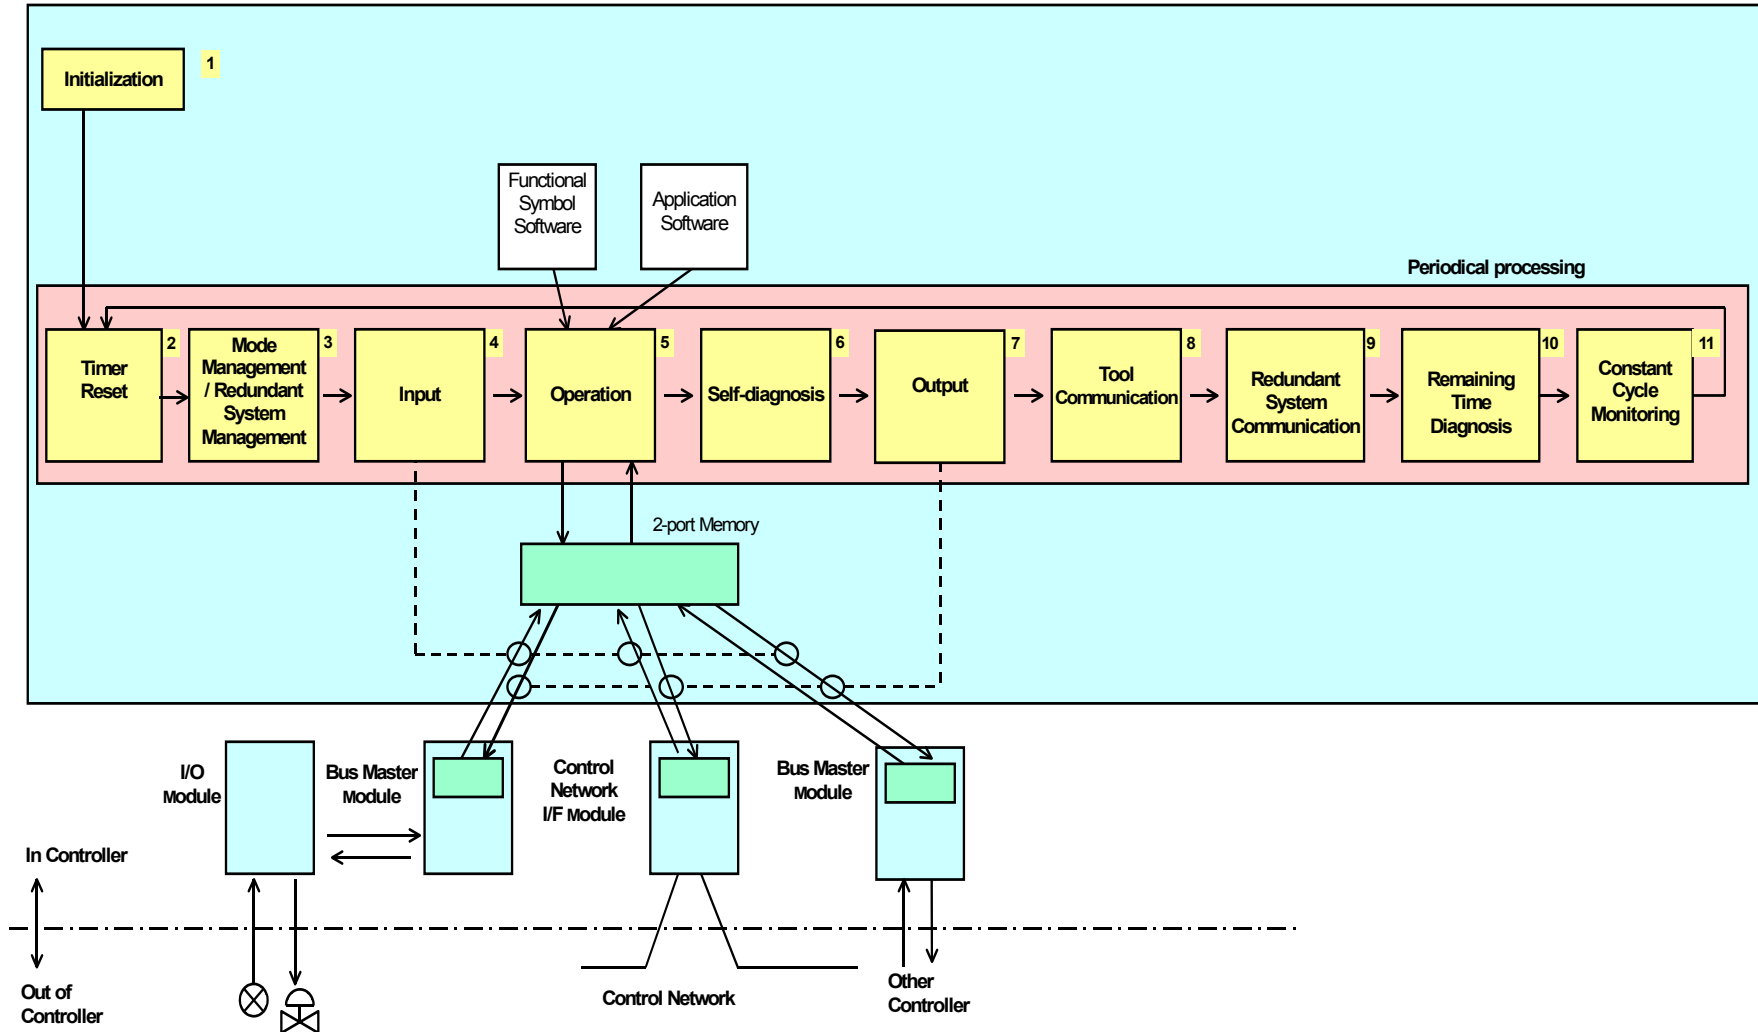 Initialization
1
Functional
Symbol
Software
Application
Software
Periodical processing
Timer
Reset
2
Mode
Management
/ Redundant
System
Management
3
Input
4
Operation
5
Self-diagnosis
6
Output
7
Tool
Communication
8
Redundant
System
Communication
9
Remaining
Time
Diagnosis
10
Constant
Cycle
Monitoring
11
2-port Memory
I/O
Module
Bus Master
Module
Control
Network
I/F Module
Bus Master
Module
In Controller
Out of
Controller
Control Network
Other
Controller